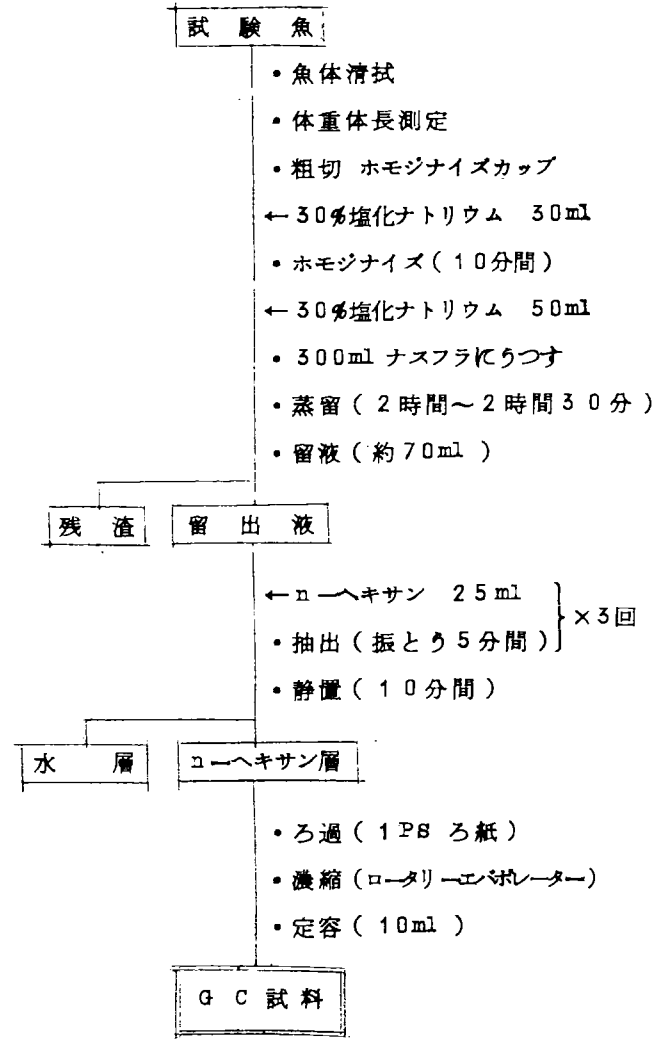 試験魚
・魚体清拭
・体重体長測定
・粗切 ホモジナイズカップ
←30%塩化ナトリウム 30ml
・ホモジナイズ(10分間)
←30%塩化ナトリウム 50ml
・300ml ナスフラにうつす
・蒸留(2時間~2時間30分)
・留液(約70ml)
残渣 留出液
←n-ヘキサン 25ml
・抽出(振とう5分間) ×3回
・静置(10分間)
水層 n-ヘキサン層
・ろ過(1PS ろ紙)
・濃縮(ロータリーエバポレーター)
・定容(10ml)
GC試料